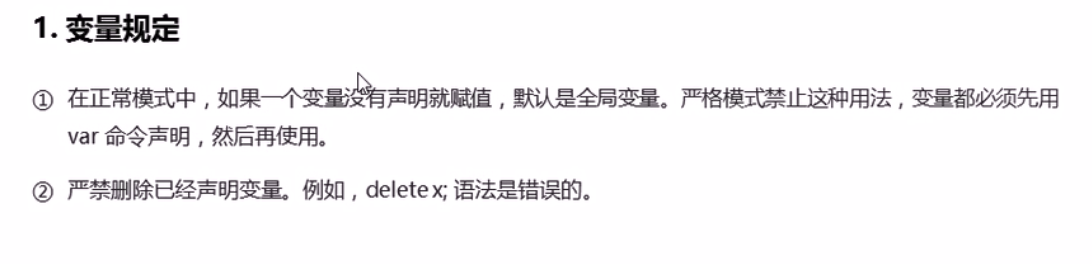 1. 变量规定
① 在正常模式中，如果一个变量没有声明就赋值，默认是全局变量。严格模式禁止这种用法，变量都必须先用
var 命令声明，然后再使用。
② 严禁删除已经声明变量。例如，delete x; 语法是错误的。